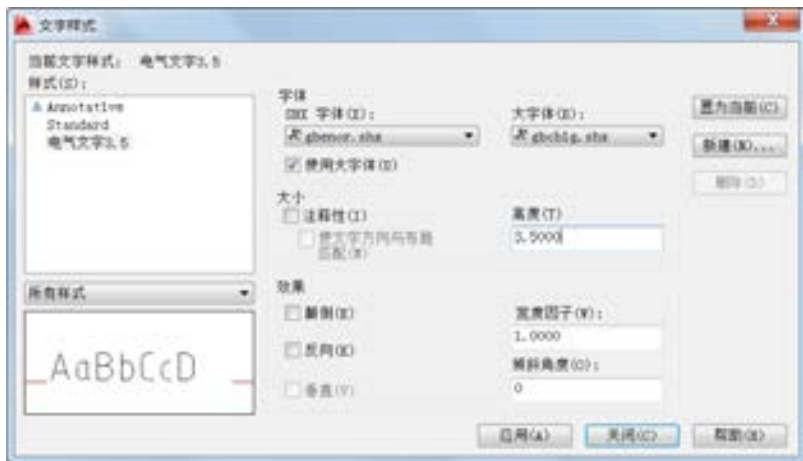 文字样式
当前文字样式: 电气文字3.5
样式(S):
Annotative
Standard
电气文字3.5
所有样式
AaBbCcD
字体
SHX 字体(X):
gbenor.shx
大字体(B):
gbcbig.shx
使用大字体(U)
大小
注释性(I)
使文字方向与布局
匹配(M)
高度(T)
3.5000
效果
颠倒(E)
反向(K)
垂直(V)
宽度因子(W):
1.0000
倾斜角度(O):
0
置为当前(C)
新建(N)...
删除(D)
应用(A)
关闭(C)
帮助(H)